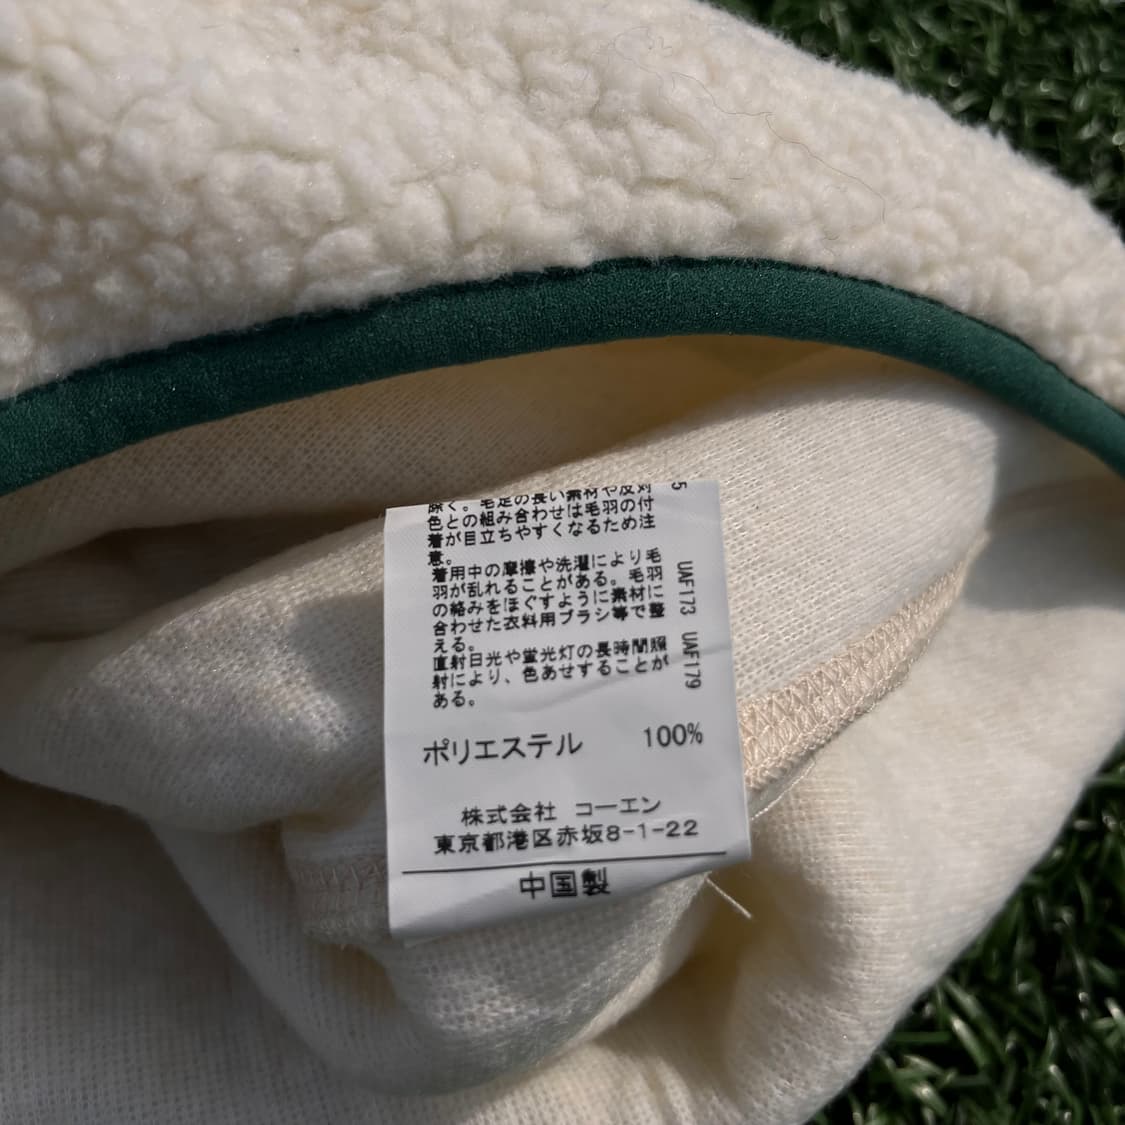 除く。毛足の長い素材や反対
色との組み合わせは毛羽の付
着が目立ちやすくなるため注
意。
着用中の摩擦や洗濯により毛
羽が乱れることがある。毛羽
の絡みをほぐすように素材に
合わせた衣料用ブラシ等で整
える。
直射日光や蛍光灯の長時間照
射により、色あせすることが
ある。
5 UAF173 UAF179
ポリエステル 100%
株式会社 コーエン
東京都港区赤坂8-1-22
中国製